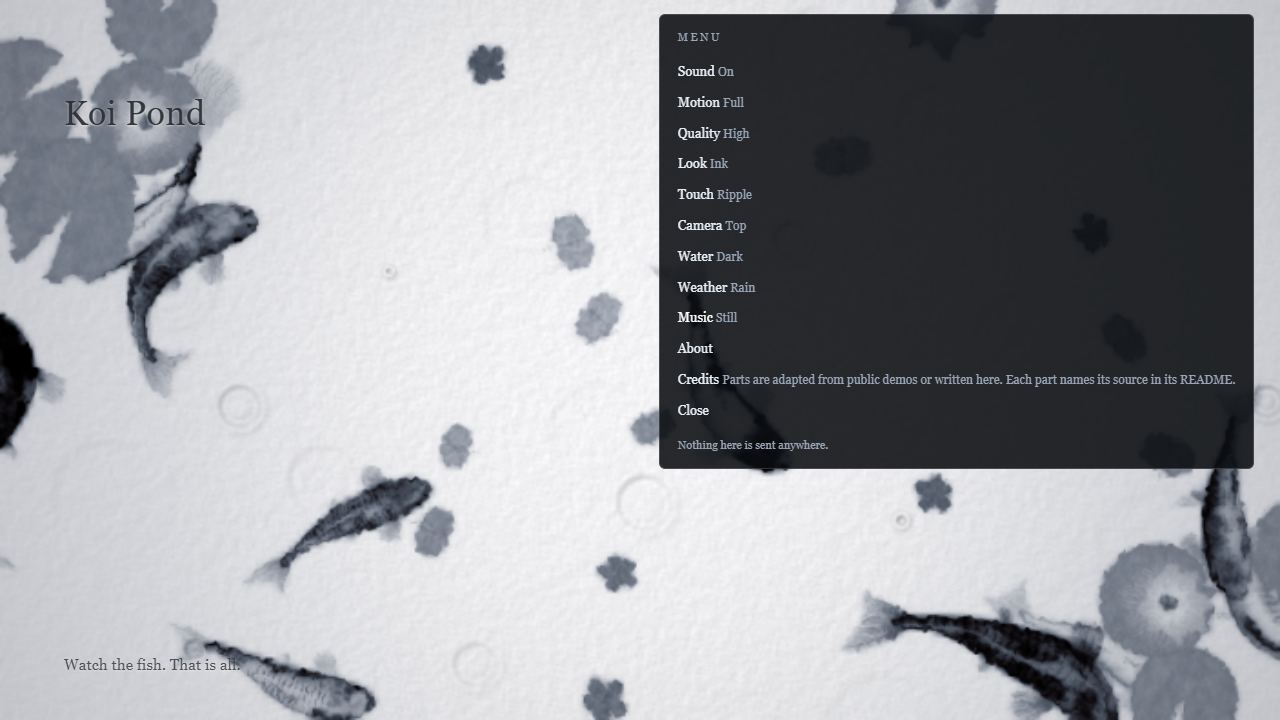 Koi Pond
MENU
Sound On
Motion Full
Quality High
Look Ink
Touch Ripple
Camera Top
Water Dark
Weather Rain
Music Still
About
Credits Parts are adapted from public demos or written here. Each part names its source in its README.
Close
Nothing here is sent anywhere.
Watch the fish. That is all.